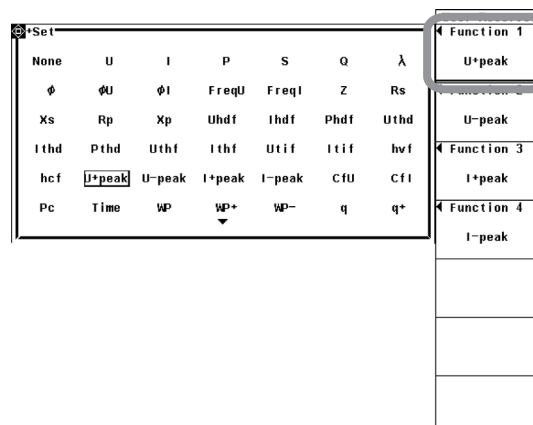 +Set
None U I P S Q λ
ϕ ϕU ϕI FreqU FreqI Z Rs
Xs Rp Xp Uhdf Ihdf Phdf Uthd
Ithd Pthd Uthf Ithf Utif Itif hvf
hcf U+peak U-peak I+peak I-peak CfU CfI
Pc Time WP WP+ WP- q q+
Function 1
U+peak
U-peak
Function 3
I+peak
Function 4
I-peak